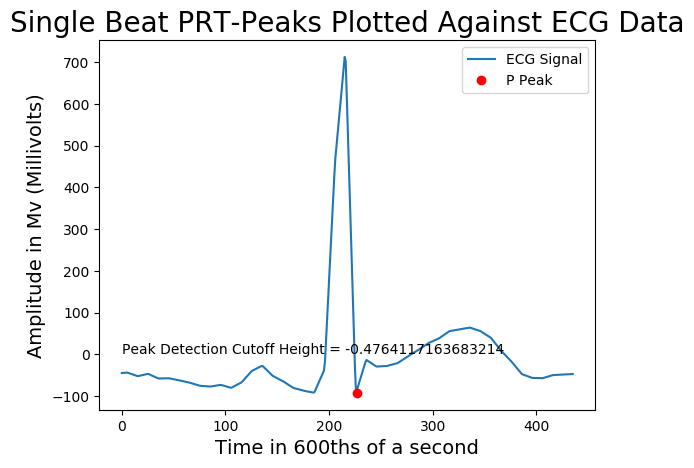 Single Beat PRT-Peaks Plotted Against ECG Data
ECG Signal
P Peak
Amplitude in Mv (Millivolts)
700
600
500
400
300
200
100
0
−100
Peak Detection Cutoff Height = -0.4764117163683214
0 100 200 300 400
Time in 600ths of a second